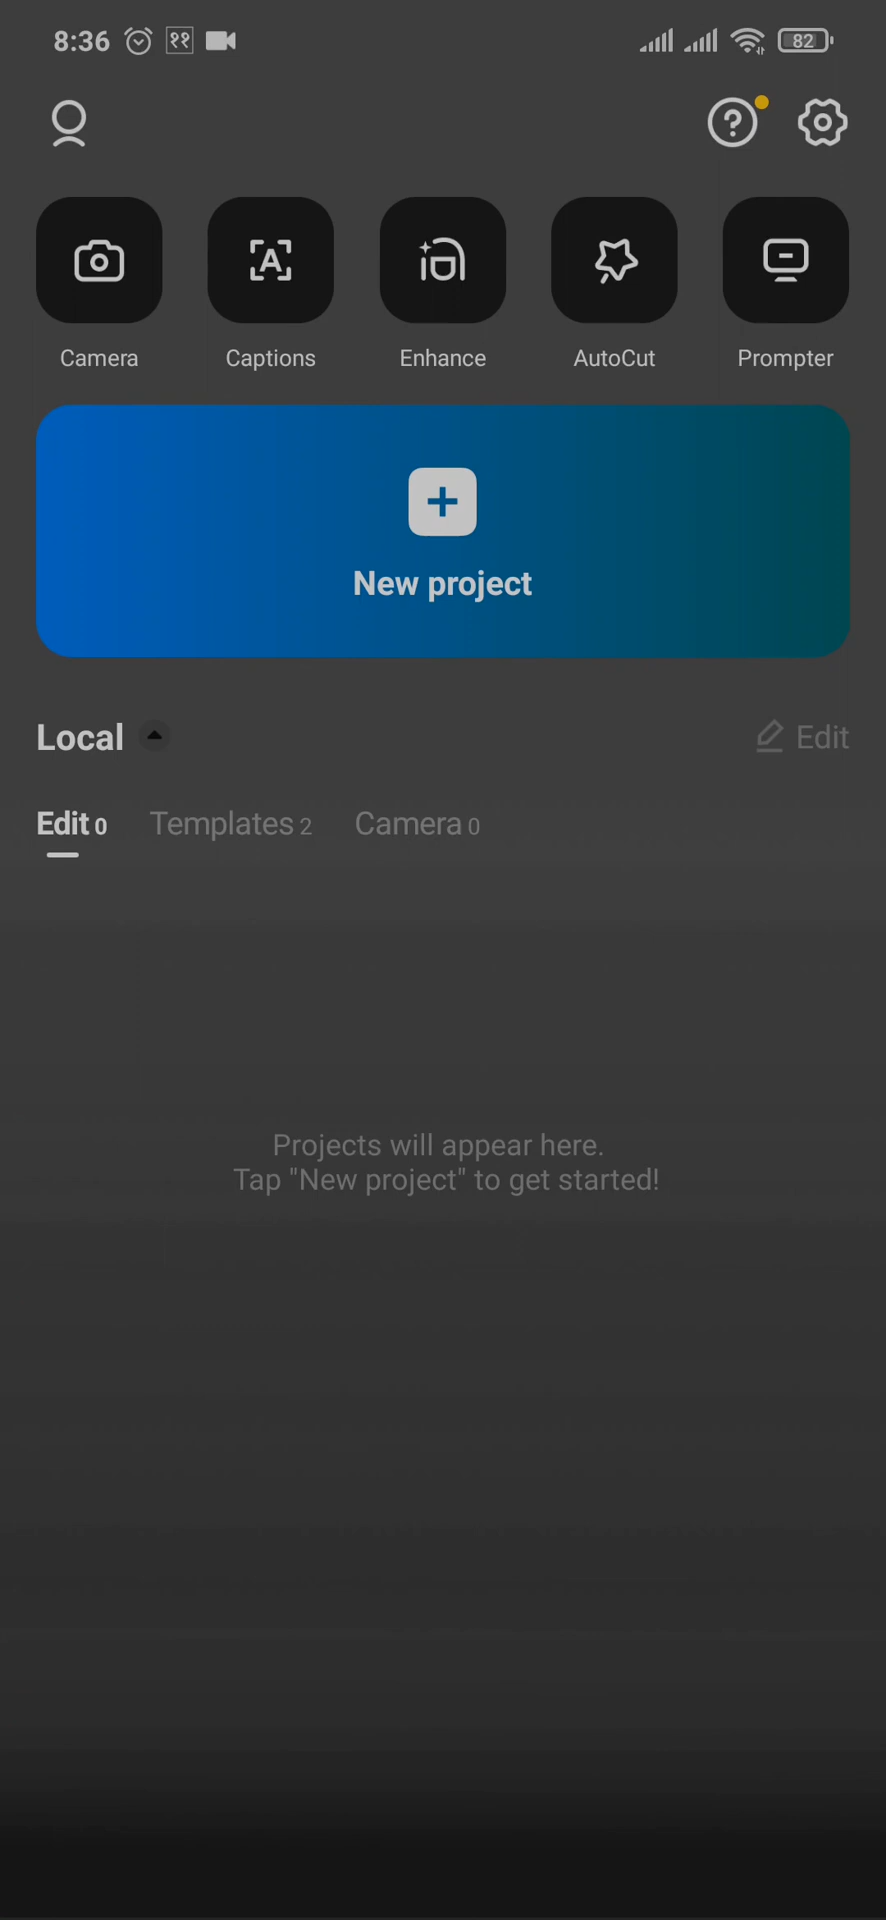 8:36 ११ 82
Camera Captions Enhance AutoCut Prompter
New project
Local Edit
Edit 0 Templates 2 Camera 0
Projects will appear here.
Tap "New project" to get started!